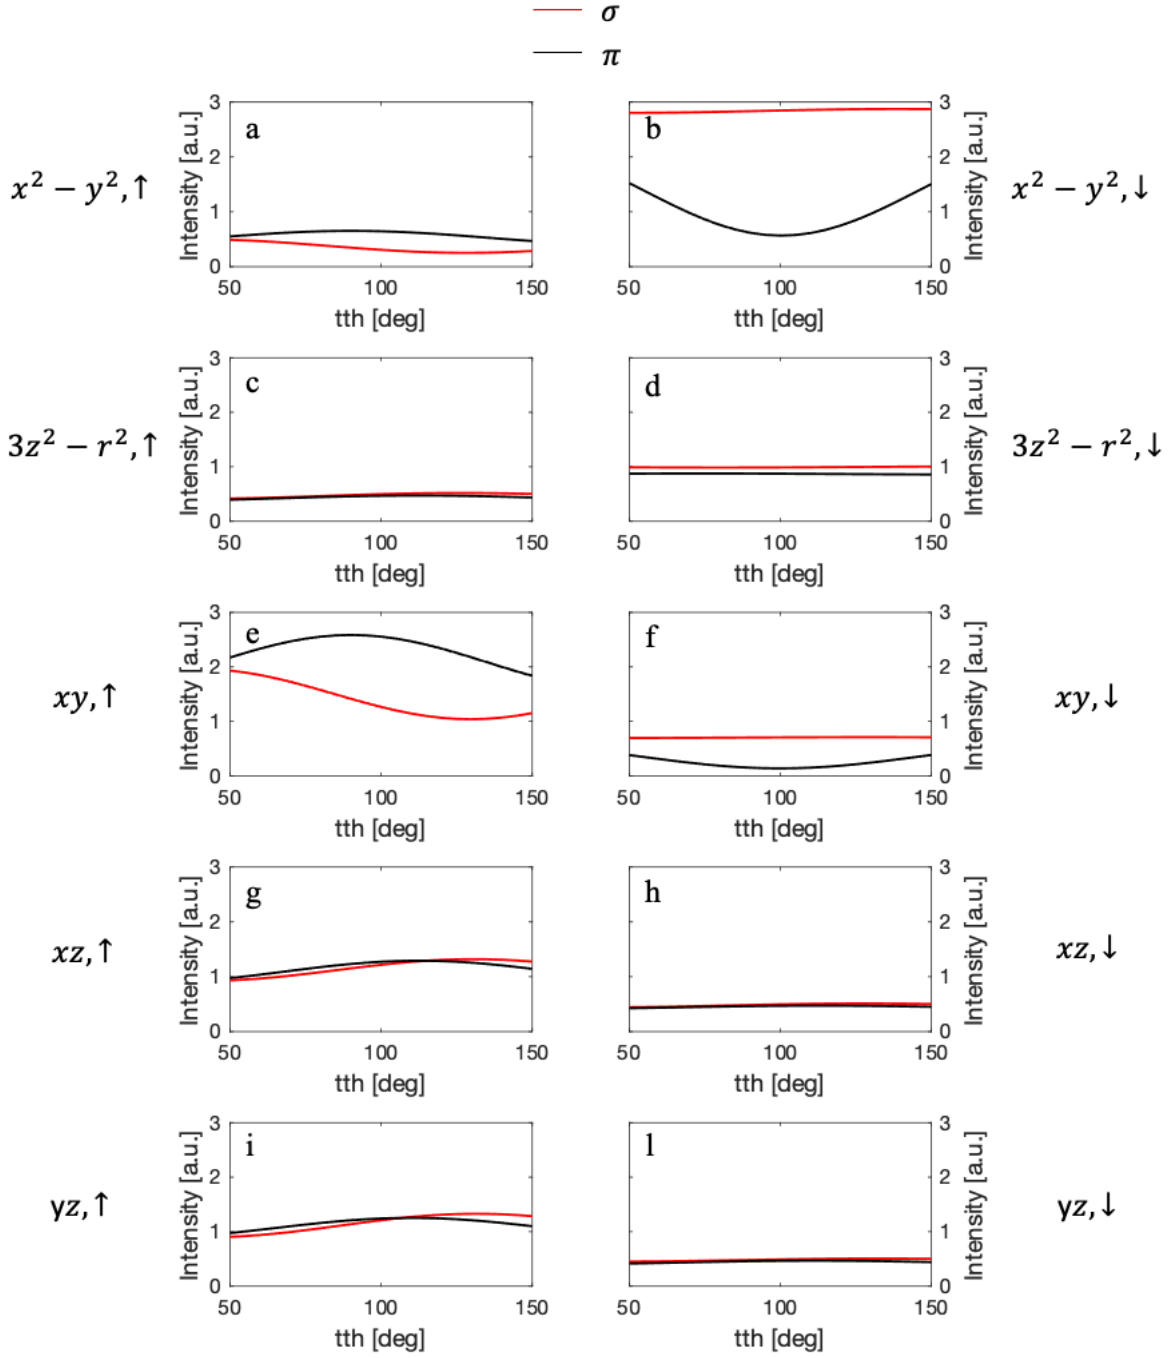 σ
π
a
b
x² − y², ↑
Intensity [a.u.]
3
2
1
0
50
100
150
tth [deg]
3
2
1
0
Intensity [a.u.]
50
100
150
tth [deg]
x² − y², ↓
c
d
3z² − r², ↑
Intensity [a.u.]
3
2
1
0
50
100
150
tth [deg]
3
2
1
0
Intensity [a.u.]
50
100
150
tth [deg]
3z² − r², ↓
e
f
xy, ↑
Intensity [a.u.]
3
2
1
0
50
100
150
tth [deg]
3
2
1
0
Intensity [a.u.]
50
100
150
tth [deg]
xy, ↓
g
h
xz, ↑
Intensity [a.u.]
3
2
1
0
50
100
150
tth [deg]
3
2
1
0
Intensity [a.u.]
50
100
150
tth [deg]
xz, ↓
i
l
yz, ↑
Intensity [a.u.]
3
2
1
0
50
100
150
tth [deg]
3
2
1
0
Intensity [a.u.]
50
100
150
tth [deg]
yz, ↓